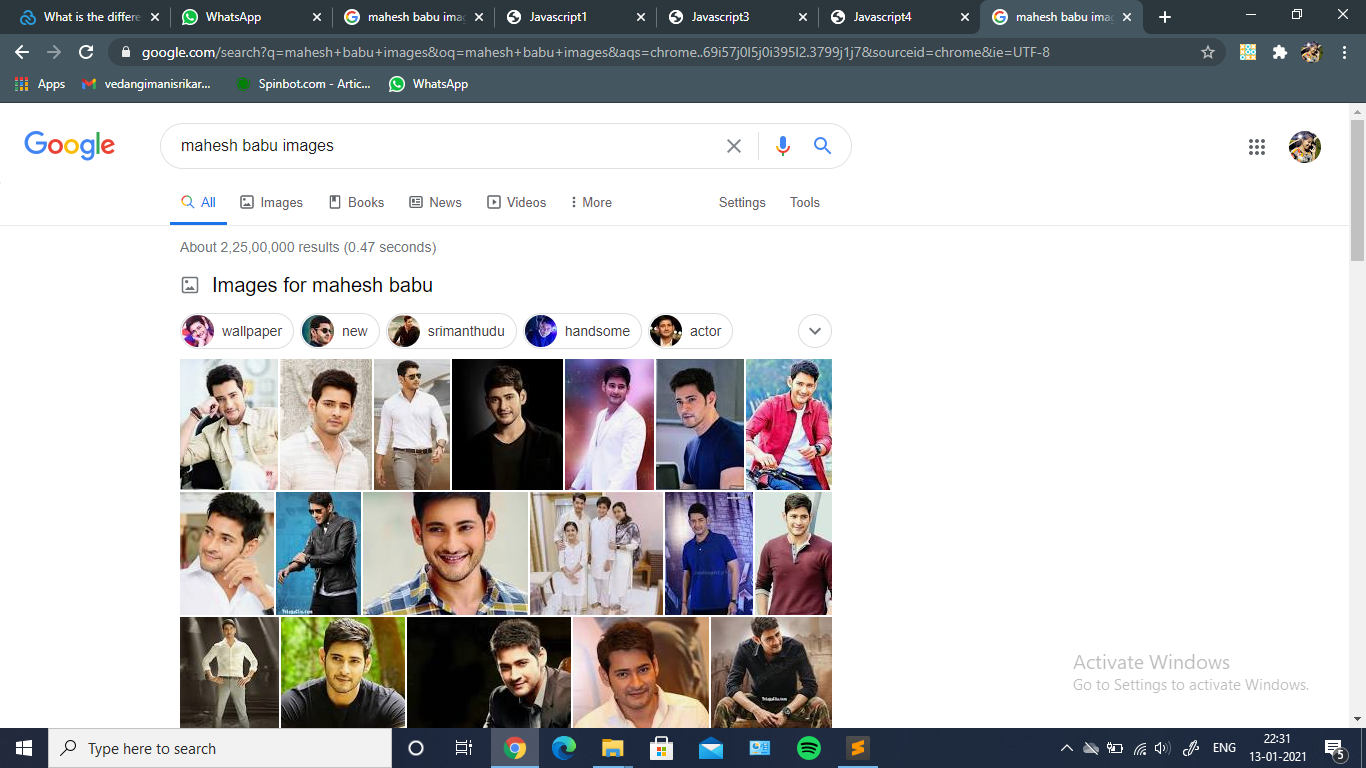 What is the differe
WhatsApp
mahesh babu imag
Javascript1
Javascript3
Javascript4
mahesh babu imag
google.com/search?q=mahesh+babu+images&oq=mahesh+babu+images&aqs=chrome..69i57j0l5j0i395l2.3799j1j7&sourceid=chrome&ie=UTF-8
Apps
vedangimanisrikar...
Spinbot.com - Artic...
WhatsApp
Google
mahesh babu images
All
Images
Books
News
Videos
More
Settings
Tools
About 2,25,00,000 results (0.47 seconds)
Images for mahesh babu
wallpaper
new
srimanthudu
handsome
actor
Activate Windows
Go to Settings to activate Windows.
Type here to search
ENG
22:31
13-01-2021
5